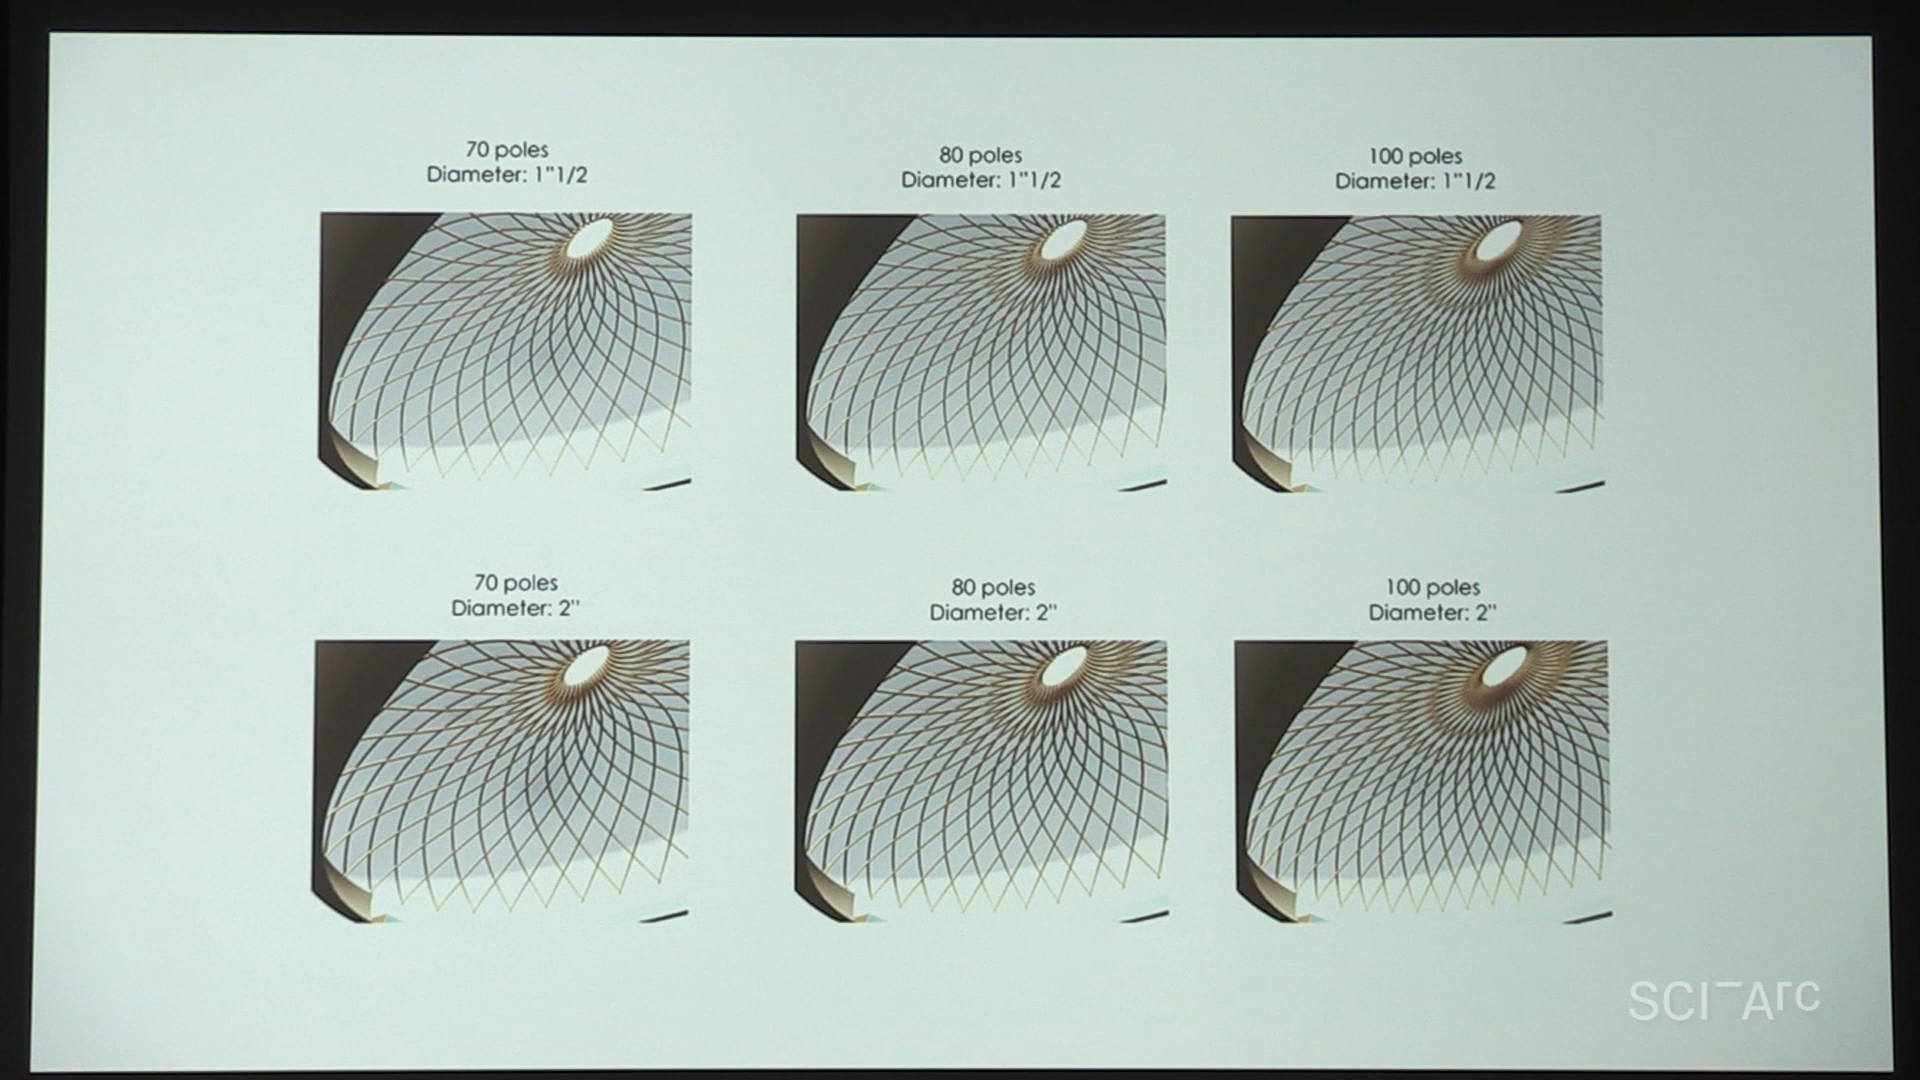 70 poles
Diameter: 1"1/2
80 poles
Diameter: 1"1/2
100 poles
Diameter: 1"1/2
70 poles
Diameter: 2"
80 poles
Diameter: 2"
100 poles
Diameter: 2"
SCI-Arc